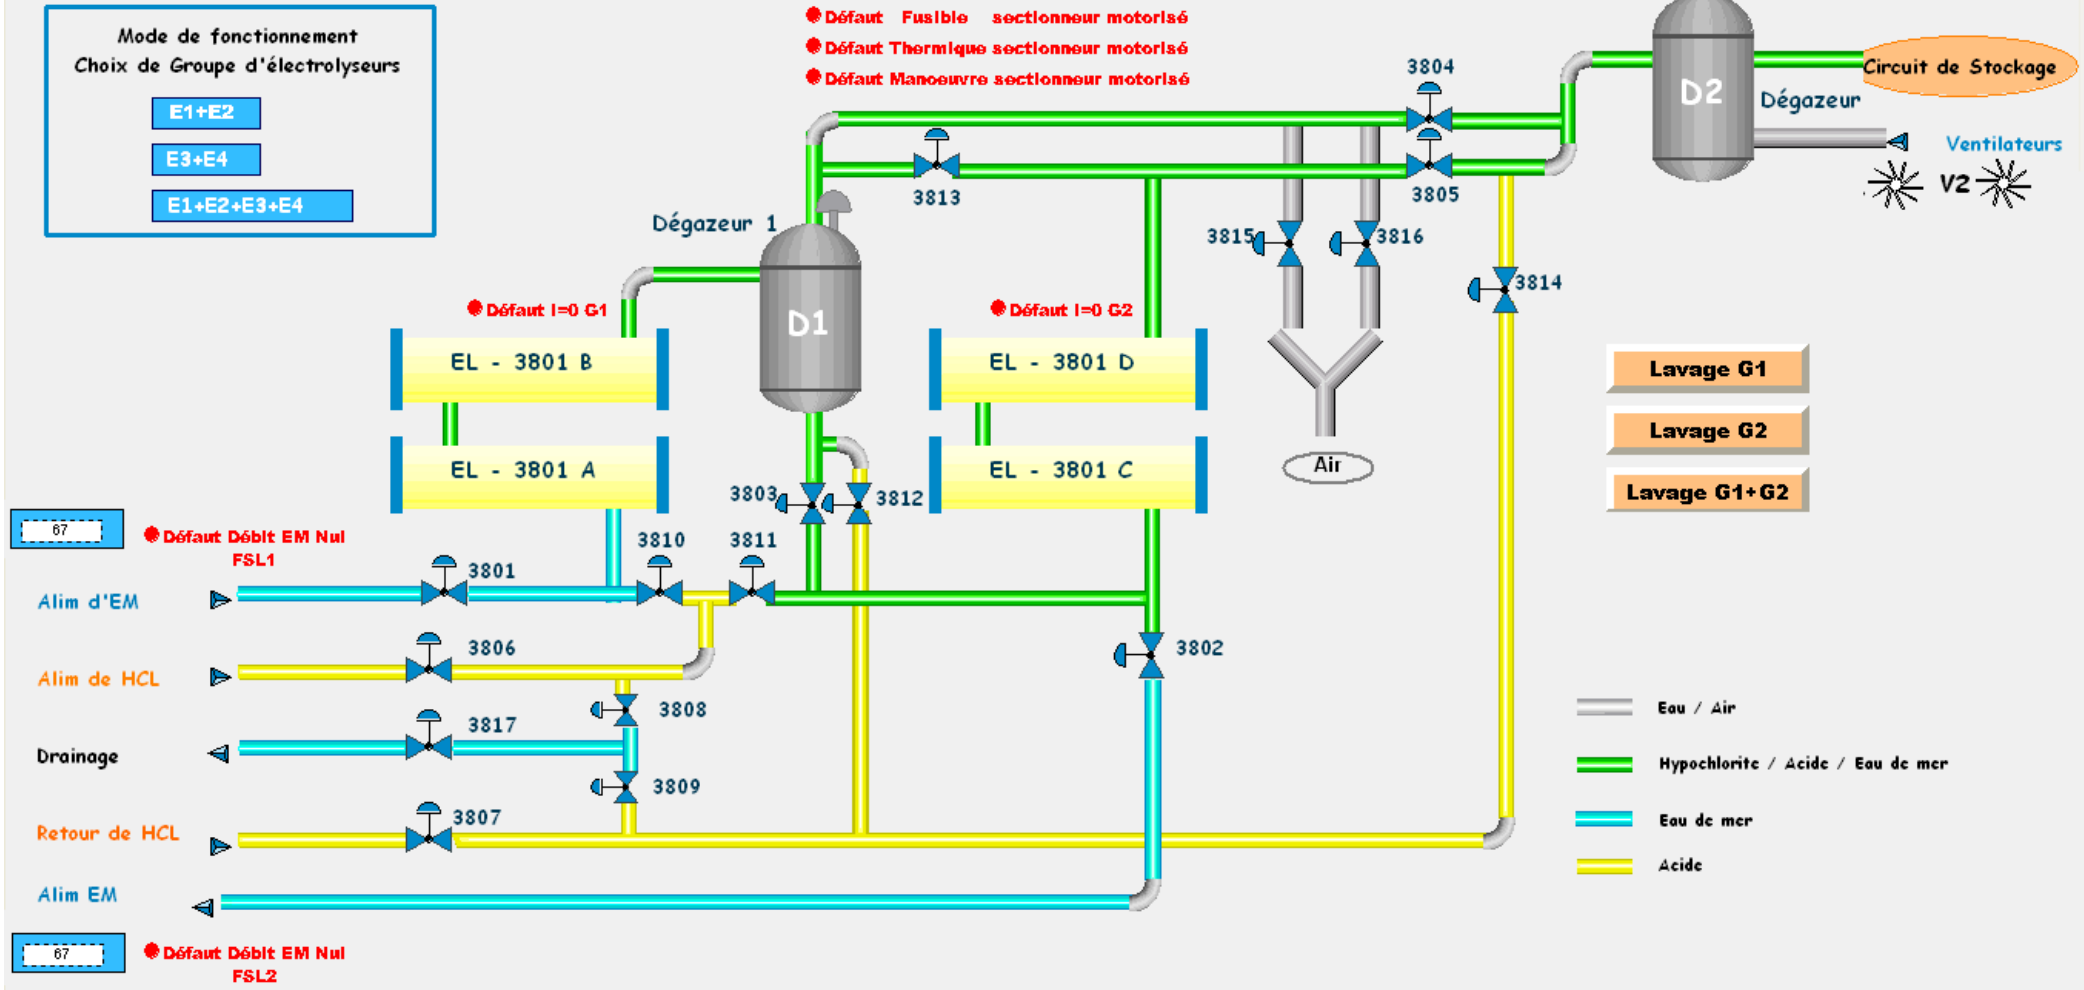 Mode de fonctionnement
Choix de Groupe d'électrolyseurs
E1+E2
E3+E4
E1+E2+E3+E4
Défaut Fusible sectionneur motorisé
Défaut Thermique sectionneur motorisé
Défaut Manoeuvre sectionneur motorisé
3804
D2
Circuit de Stockage
Dégazeur
Ventilateurs
V2
3813
3805
Dégazeur 1
3815
3816
3814
Défaut I=0 G1
Défaut I=0 G2
D1
EL - 3801 B
EL - 3801 D
Lavage G1
EL - 3801 A
EL - 3801 C
Lavage G2
Air
Lavage G1+G2
3803
3812
67
Défaut Débit EM Nul
FSL1
3810
3811
3801
Alim d'EM
3806
3802
Alim de HCL
3808
3817
Drainage
3809
3807
Retour de HCL
Alim EM
67
Défaut Débit EM Nul
FSL2
Eau / Air
Hypochlorite / Acide / Eau de mer
Eau de mer
Acide